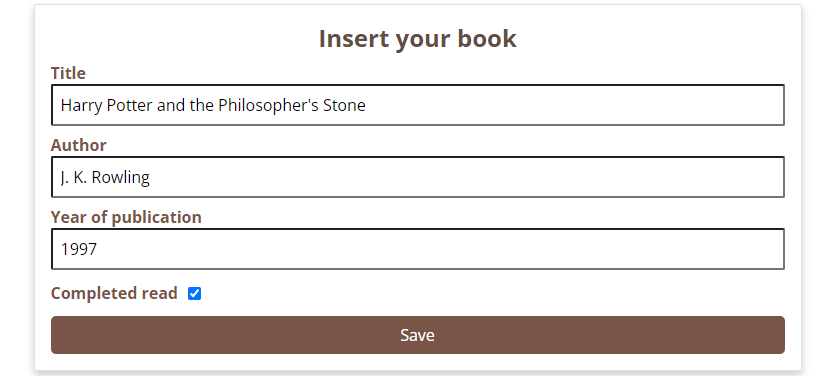 Insert your book
Title
Harry Potter and the Philosopher's Stone
Author
J. K. Rowling
Year of publication
1997
Completed read
Save